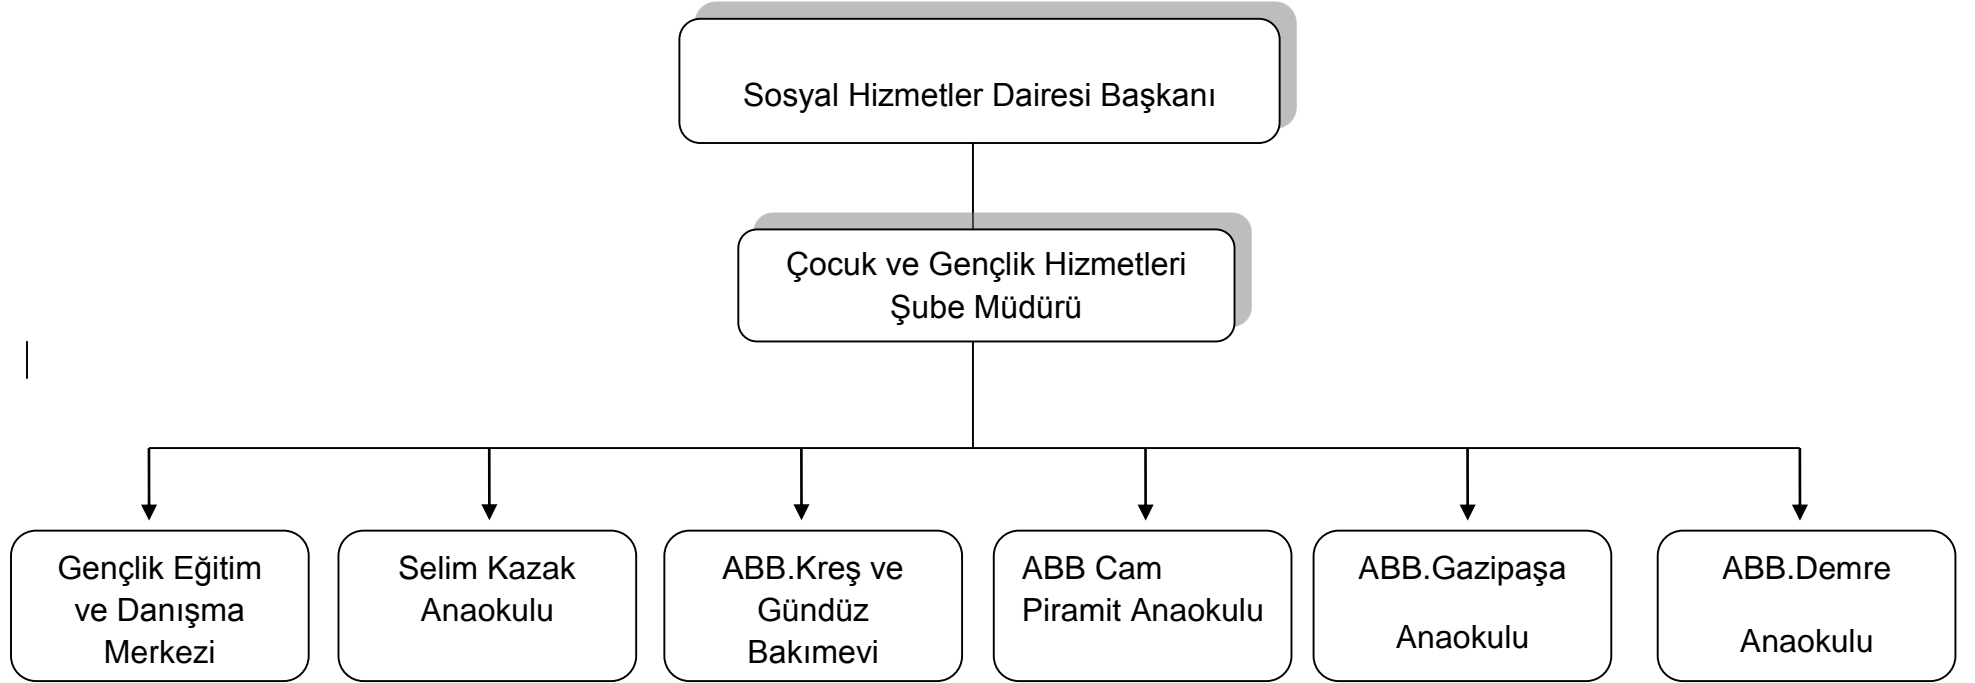 Sosyal Hizmetler Dairesi Başkanı
Çocuk ve Gençlik Hizmetleri
Şube Müdürü
Gençlik Eğitim
ve Danışma
Merkezi
Selim Kazak
Anaokulu
ABB.Kreş ve
Gündüz
Bakımevi
ABB Cam
Piramit Anaokulu
ABB.Gazipaşa
Anaokulu
ABB.Demre
Anaokulu